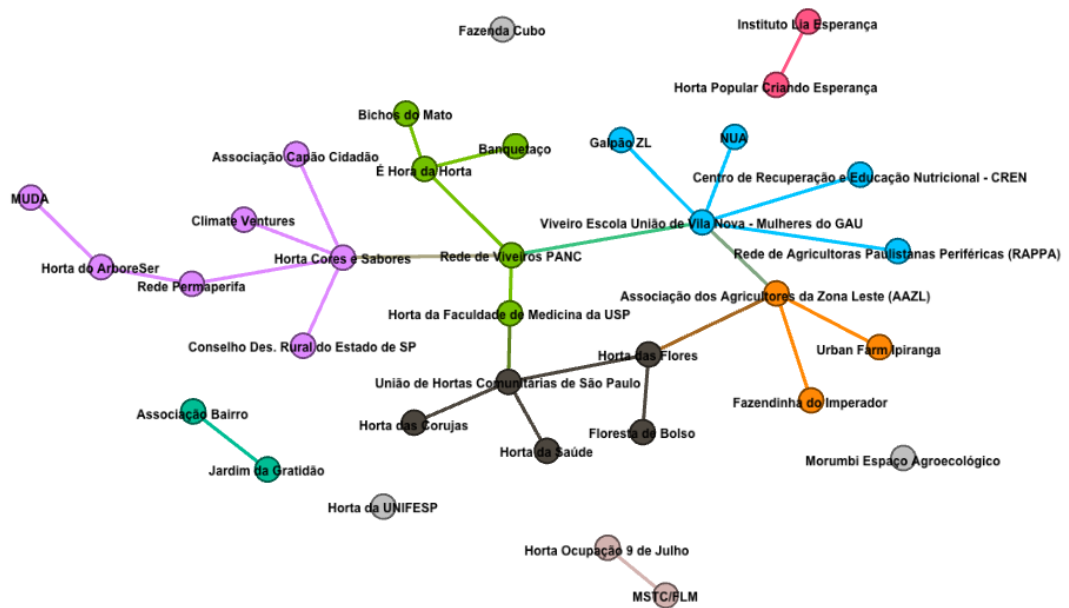 Instituto Lia Esperança
Fazenda Cubo
Horta Popular Criando Esperança
Bichos do Mato
Galpão ZL
NUA
Banquetaço
Associação Capão Cidadão
É Hora da Horta
Centro de Recuperação e Educação Nutricional - CREN
MUDA
Climate Ventures
Viveiro Escola União de Vila Nova - Mulheres do GAU
Horta Cores e Sabores
Rede de Viveiros PANC
Rede de Agricultoras Paulistanas Periféricas (RAPPA)
Horta do ArboreSer
Rede Permaperifa
Associação dos Agricultores da Zona Leste (AAZL)
Horta da Faculdade de Medicina da USP
Conselho Des. Rural do Estado de SP
Horta das Flores
Urban Farm Ipiranga
União de Hortas Comunitárias de São Paulo
Fazendinha do Imperador
Associação Bairro
Horta das Corujas
Floresta de Bolso
Horta da Saúde
Morumbi Espaço Agroecológico
Jardim da Gratidão
Horta da UNIFESP
Horta Ocupação 9 de Julho
MSTC/FLM